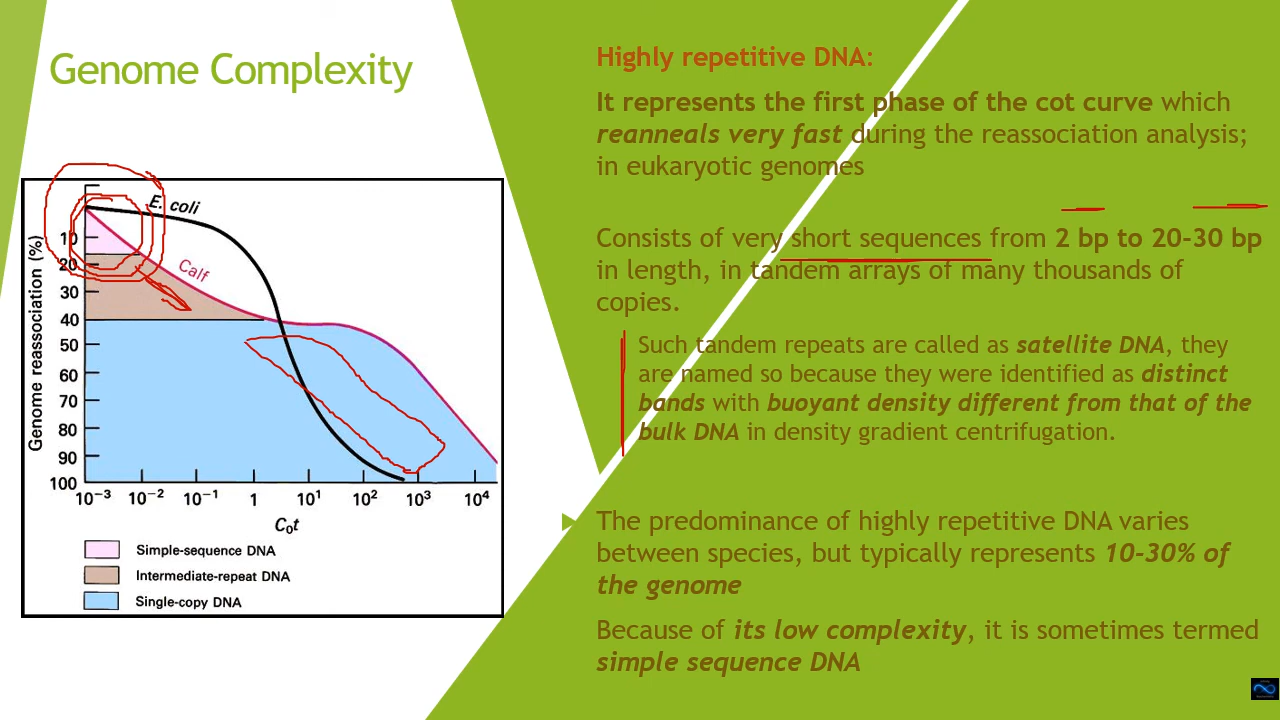 Genome Complexity
E. coli
Calf
Genome reassociation (%)
10
20
30
40
50
60
70
80
90
100
10⁻³ 10⁻² 10⁻¹ 1 10¹ 10² 10³ 10⁴
C₀t
Simple-sequence DNA
Intermediate-repeat DNA
Single-copy DNA
Highly repetitive DNA:
It represents the first phase of the cot curve which
reanneals very fast during the reassociation analysis;
in eukaryotic genomes
Consists of very short sequences from 2 bp to 20-30 bp
in length, in tandem arrays of many thousands of
copies.
Such tandem repeats are called as satellite DNA, they
are named so because they were identified as distinct
bands with buoyant density different from that of the
bulk DNA in density gradient centrifugation.
The predominance of highly repetitive DNA varies
between species, but typically represents 10-30% of
the genome
Because of its low complexity, it is sometimes termed
simple sequence DNA